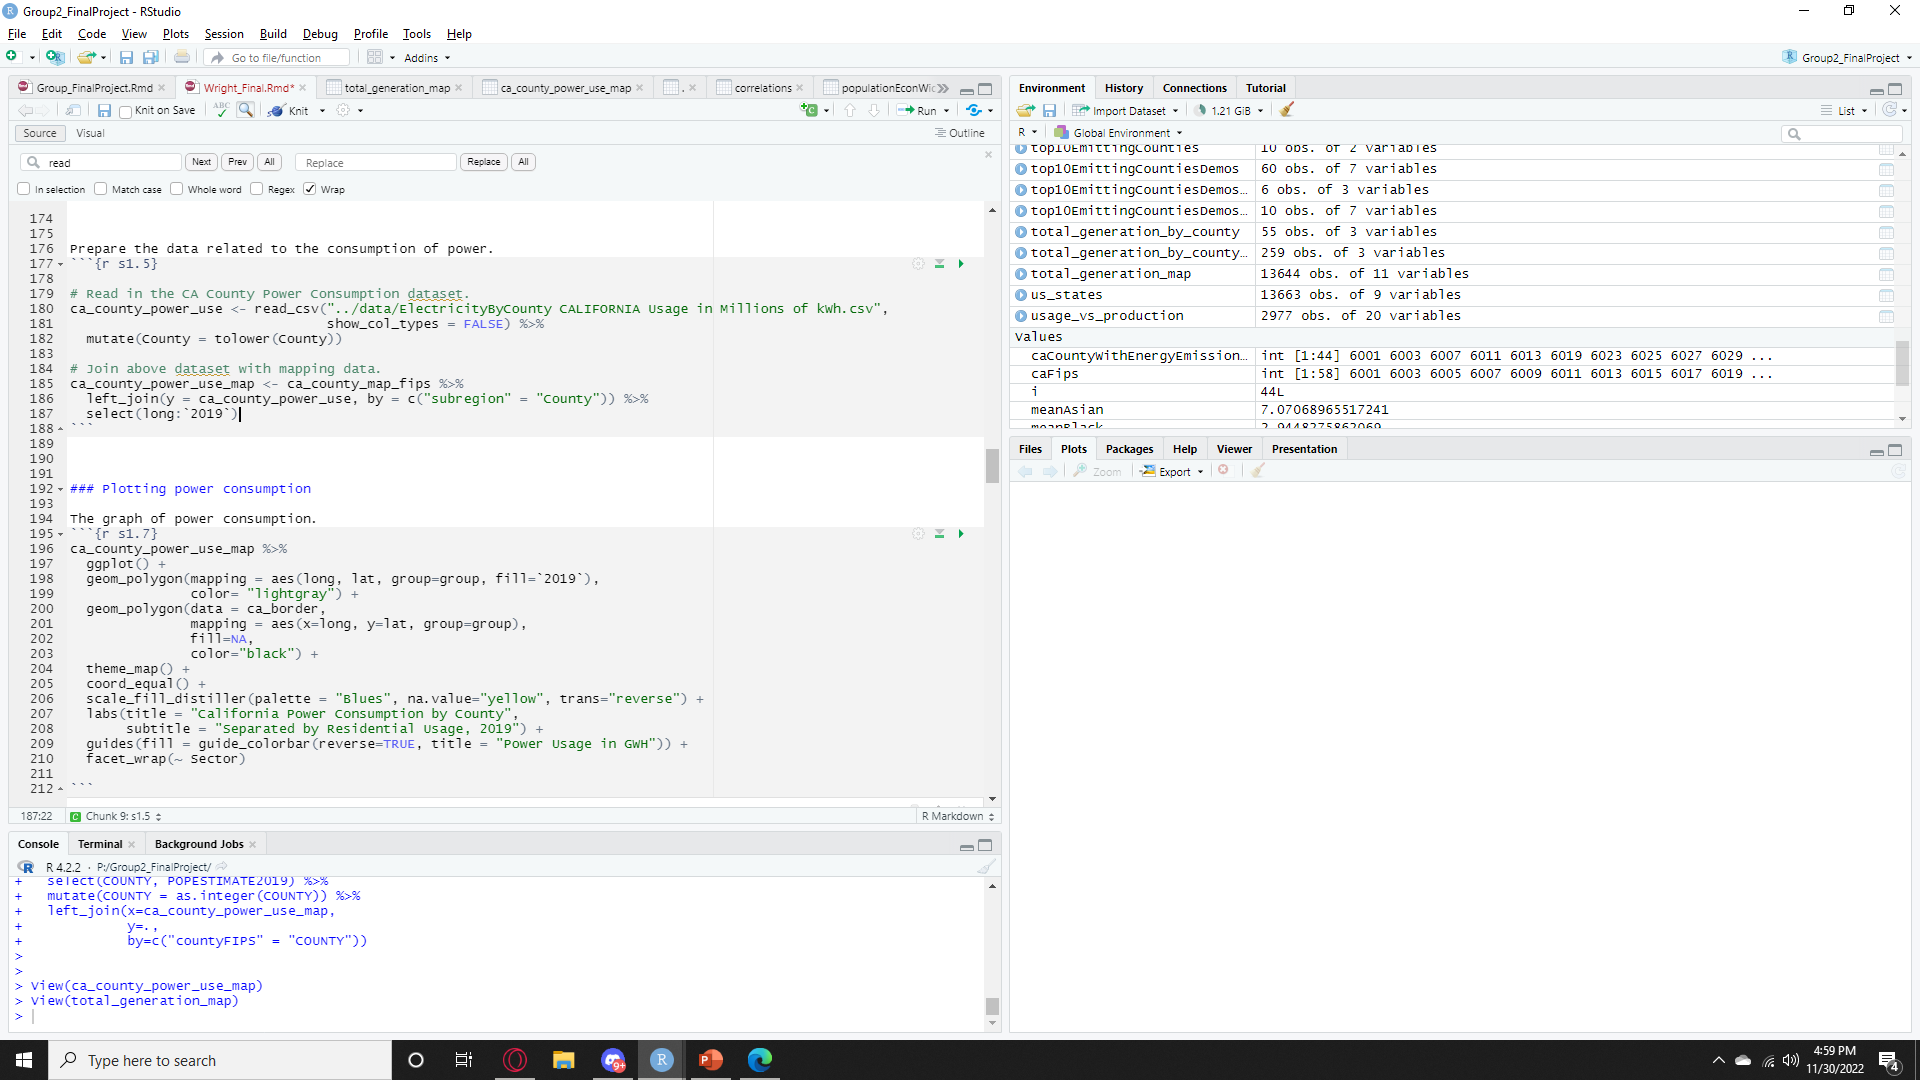 Group2_FinalProject - RStudio
File Edit Code View Plots Session Build Debug Profile Tools Help
Go to file/function Addins Group2_FinalProject
Group_FinalProject.Rmd Wright_Final.Rmd* total_generation_map ca_county_power_use_map . correlations populationEconWi
Knit on Save ABC Knit Run
Source Visual Outline
read Next Prev All Replace Replace All
In selection Match case Whole word Regex Wrap
174
175
176 Prepare the data related to the consumption of power.
177 ```{r s1.5}
178
179 # Read in the CA County Power Consumption dataset.
180 ca_county_power_use <- read_csv("../data/ElectricityByCounty CALIFORNIA Usage in Millions of kWh.csv",
181 show_col_types = FALSE) %>%
182 mutate(County = tolower(County))
183
184 # Join above dataset with mapping data.
185 ca_county_power_use_map <- ca_county_map_fips %>%
186 left_join(y = ca_county_power_use, by = c("subregion" = "County")) %>%
187 select(long:`2019`)
188 ```
189
190
191
192 ### Plotting power consumption
193
194 The graph of power consumption.
195 ```{r s1.7}
196 ca_county_power_use_map %>%
197 ggplot() +
198 geom_polygon(mapping = aes(long, lat, group=group, fill=`2019`),
199 color= "lightgray") +
200 geom_polygon(data = ca_border,
201 mapping = aes(x=long, y=lat, group=group),
202 fill=NA,
203 color="black") +
204 theme_map() +
205 coord_equal() +
206 scale_fill_distiller(palette = "Blues", na.value="yellow", trans="reverse") +
207 labs(title = "California Power Consumption by County",
208 subtitle = "Separated by Residential Usage, 2019") +
209 guides(fill = guide_colorbar(reverse=TRUE, title = "Power Usage in GWH")) +
210 facet_wrap(~ Sector)
211
212 ```
187:22 Chunk 9: s1.5 R Markdown
Console Terminal Background Jobs
R 4.2.2 · P:/Group2_FinalProject/
+ select(COUNTY, POPESTIMATE2019) %>%
+ mutate(COUNTY = as.integer(COUNTY)) %>%
+ left_join(x=ca_county_power_use_map,
+ y=.,
+ by=c("countyFIPS" = "COUNTY"))
>
>
> View(ca_county_power_use_map)
> View(total_generation_map)
>
Environment History Connections Tutorial
Import Dataset 1.21 GiB List
R Global Environment
top10EmittingCounties 10 obs. of 2 variables
top10EmittingCountiesDemos 60 obs. of 7 variables
top10EmittingCountiesDemos… 6 obs. of 3 variables
top10EmittingCountiesDemos… 10 obs. of 7 variables
total_generation_by_county 55 obs. of 3 variables
total_generation_by_county… 259 obs. of 3 variables
total_generation_map 13644 obs. of 11 variables
us_states 13663 obs. of 9 variables
usage_vs_production 2977 obs. of 20 variables
Values
caCountyWithEnergyEmission… int [1:44] 6001 6003 6007 6011 6013 6019 6023 6025 6027 6029 ...
caFips int [1:58] 6001 6003 6005 6007 6009 6011 6013 6015 6017 6019 ...
i 44L
meanAsian 7.07068965517241
meanBlack 2.9448275862069
Files Plots Packages Help Viewer Presentation
Zoom Export
Type here to search
9+
4:59 PM
11/30/2022
4